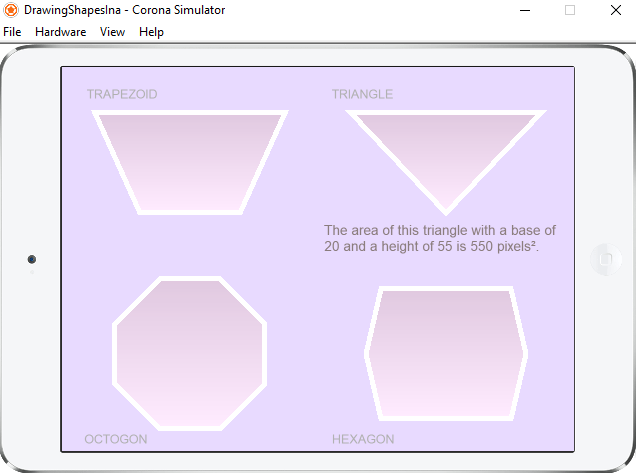 DrawingShapesIna - Corona Simulator
File Hardware View Help
TRAPEZOID
TRIANGLE
The area of this triangle with a base of
20 and a height of 55 is 550 pixels².
OCTOGON
HEXAGON